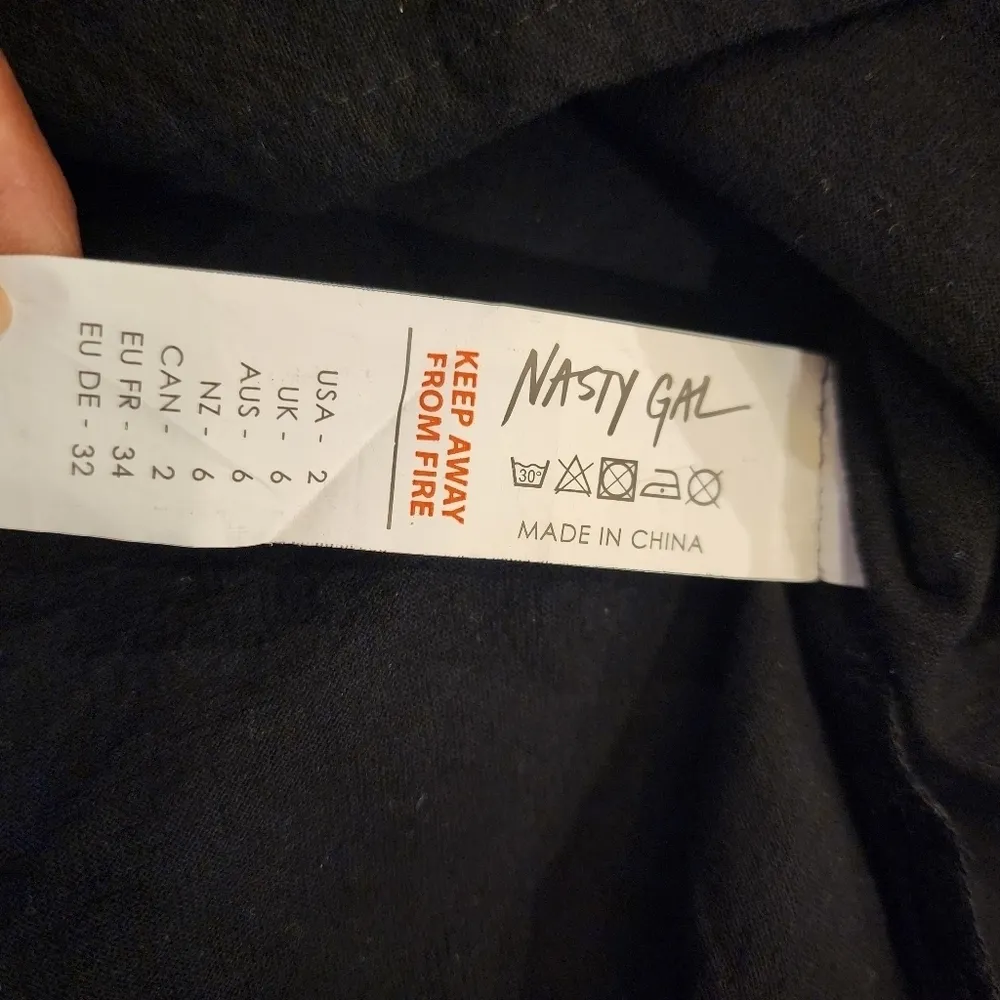 NASTY GAL
30°
MADE IN CHINA
KEEP AWAY
FROM FIRE
USA - 2
UK - 6
AUS - 6
NZ - 6
CAN - 2
EU FR - 34
EU DE - 32